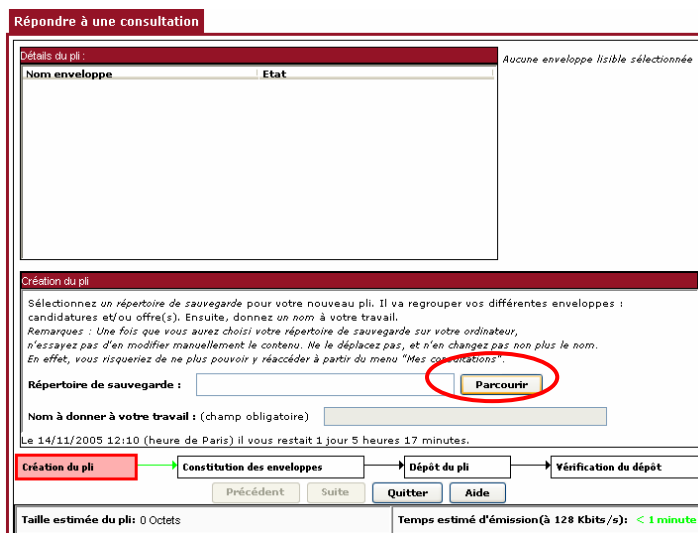 Répondre à une consultation
Détails du pli :
Aucune enveloppe lisible sélectionnée
Nom enveloppe Etat
Création du pli
Sélectionnez un répertoire de sauvegarde pour votre nouveau pli. Il va regrouper vos différentes enveloppes :
candidatures et/ou offre(s). Ensuite, donnez un nom à votre travail.
Remarques : Une fois que vous aurez choisi votre répertoire de sauvegarde sur votre ordinateur,
n'essayez pas d'en modifier manuellement le contenu. Ne le déplacez pas, et n'en changez pas non plus le nom.
En effet, vous risqueriez de ne plus pouvoir y réaccéder à partir du menu "Mes consultations".
Répertoire de sauvegarde : Parcourir
Nom à donner à votre travail : (champ obligatoire)
Le 14/11/2005 12:10 (heure de Paris) il vous restait 1 jour 5 heures 17 minutes.
Création du pli Constitution des enveloppes Dépôt du pli Vérification du dépôt
Précédent Suite Quitter Aide
Taille estimée du pli: 0 Octets Temps estimé d'émission(à 128 Kbits/s): < 1 minute